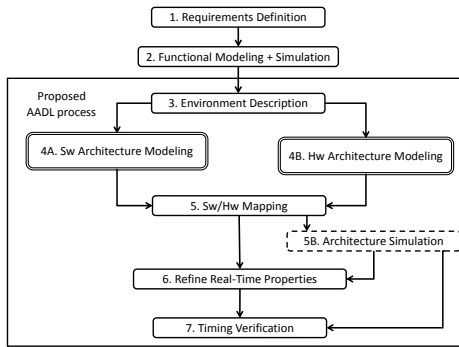 1. Requirements Definition
2. Functional Modeling + Simulation
Proposed
AADL process
3. Environment Description
4A. Sw Architecture Modeling
4B. Hw Architecture Modeling
5. Sw/Hw Mapping
5B. Architecture Simulation
6. Refine Real-Time Properties
7. Timing Verification